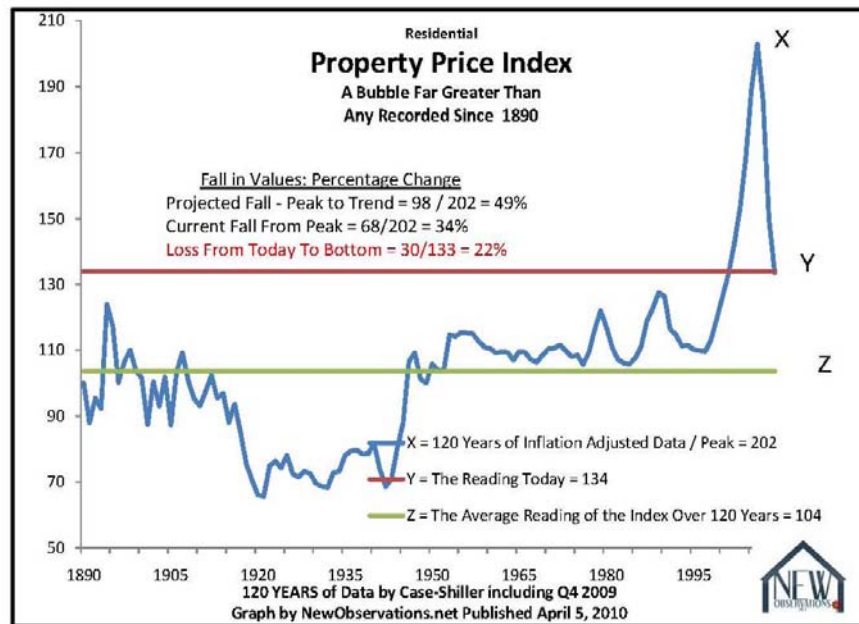 Residential
Property Price Index
A Bubble Far Greater Than
Any Recorded Since 1890
X
Fall in Values: Percentage Change
Projected Fall - Peak to Trend = 98 / 202 = 49%
Current Fall From Peak = 68/202 = 34%
Loss From Today To Bottom = 30/133 = 22%
Y
Z
X = 120 Years of Inflation Adjusted Data / Peak = 202
Y = The Reading Today = 134
Z = The Average Reading of the Index Over 120 Years = 104
210
190
170
150
130
110
90
70
50
1890 1905 1920 1935 1950 1965 1980 1995
120 YEARS of Data by Case-Shiller including Q4 2009
Graph by NewObservations.net Published April 5, 2010
NEW
OBSERVATIONS